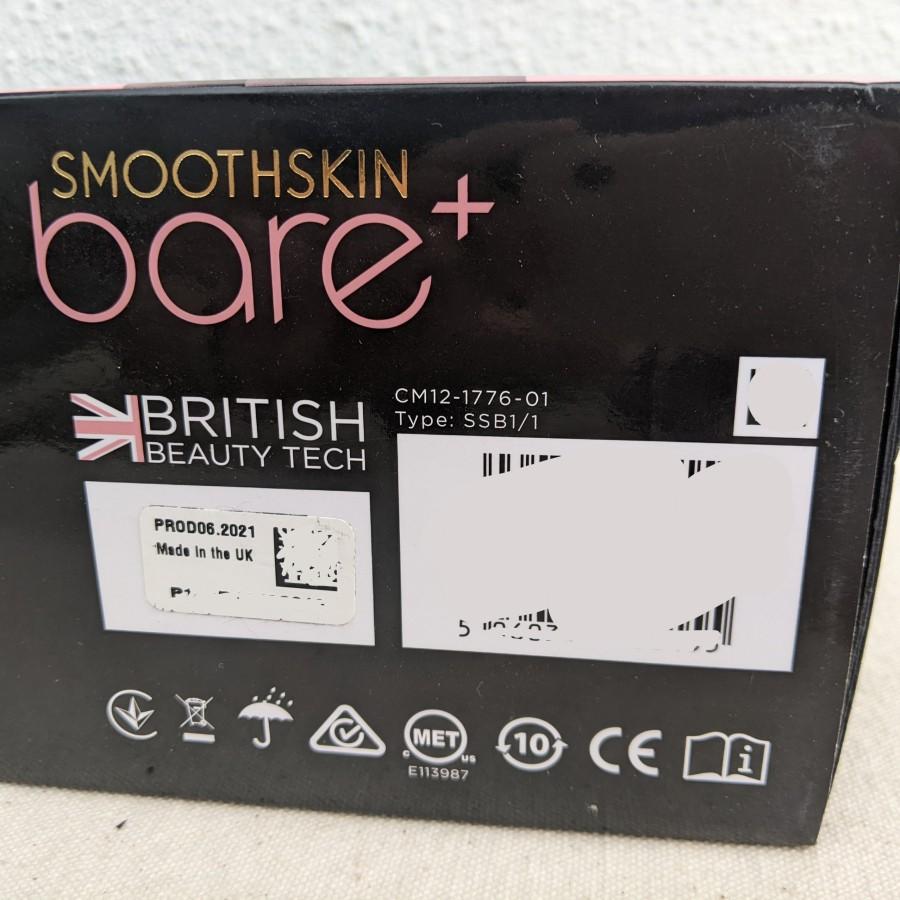 SMOOTHSKIN
bare+
BRITISH
BEAUTY TECH
CM12-1776-01
Type: SSB1/1
PROD06.2021
Made in the UK
c MET us
E113987
10
CE
i